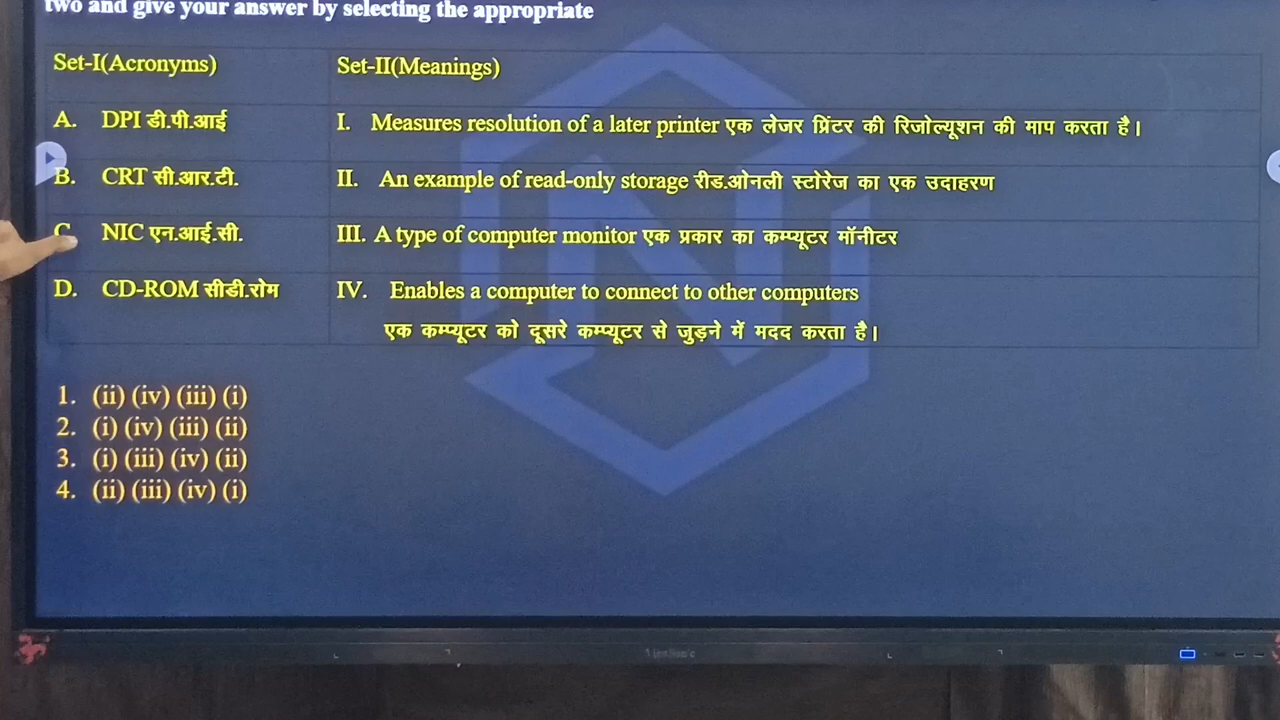 two and give your answer by selecting the appropriate
Set-I(Acronyms) Set-II(Meanings)
A. DPI डी.पी.आई I. Measures resolution of a later printer एक लेजर प्रिंटर की रिजोल्यूशन की माप करता है।
B. CRT सी.आर.टी. II. An example of read-only storage रीड.ओनली स्टोरेज का एक उदाहरण
C. NIC एन.आई.सी. III. A type of computer monitor एक प्रकार का कम्प्यूटर मॉनीटर
D. CD-ROM सीडी.रोम IV. Enables a computer to connect to other computers
एक कम्प्यूटर को दूसरे कम्प्यूटर से जुड़ने में मदद करता है।
1. (ii) (iv) (iii) (i)
2. (i) (iv) (iii) (ii)
3. (i) (iii) (iv) (ii)
4. (ii) (iii) (iv) (i)